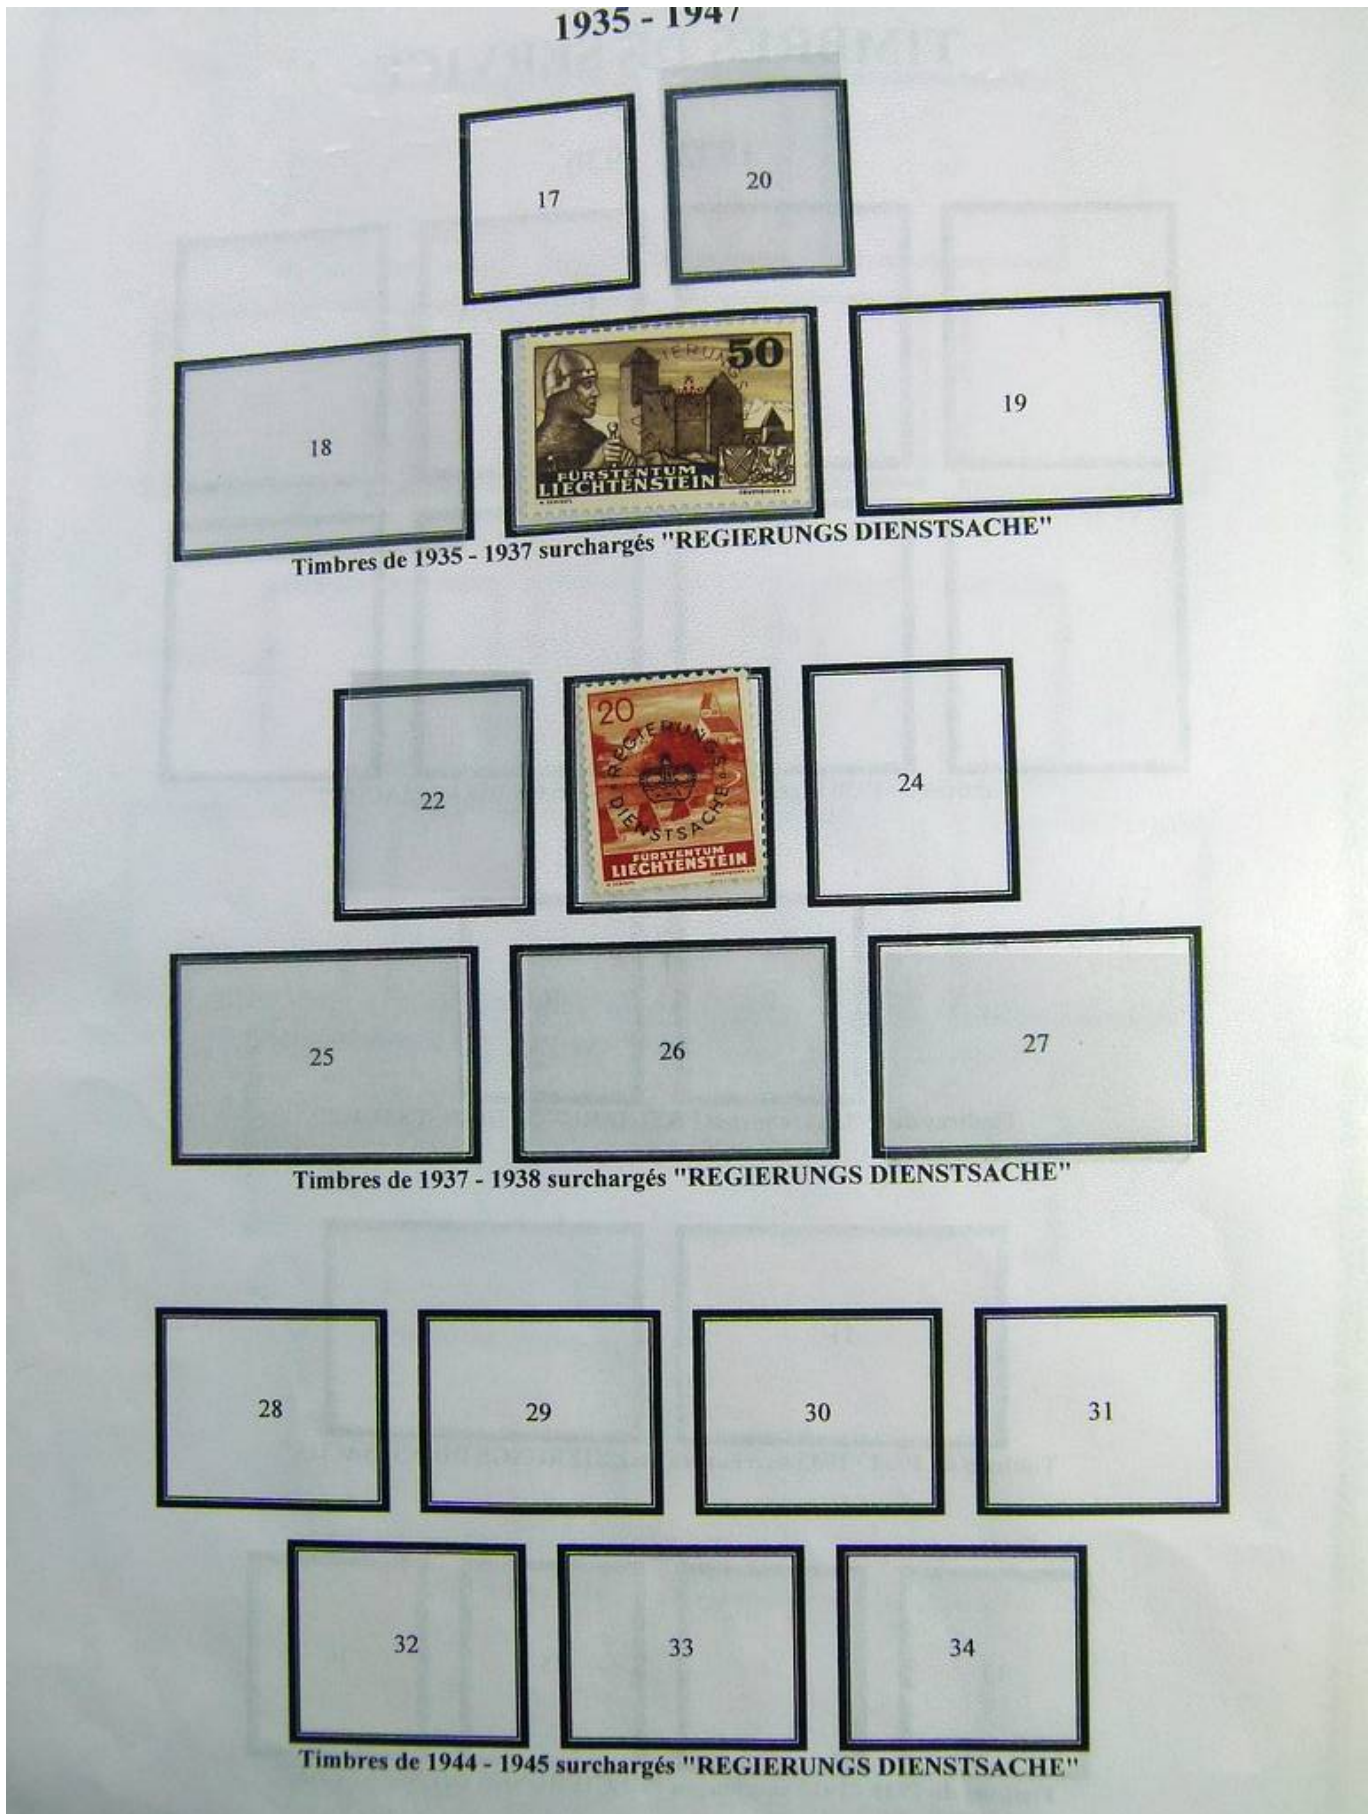 1935 - 1947
17
20
18
50
REGIERUNGS
DIENSTSACHE
FÜRSTENTUM
LIECHTENSTEIN
19
Timbres de 1935 - 1937 surchargés "REGIERUNGS DIENSTSACHE"
22
20
REGIERUNGS
DIENSTSACHE
FÜRSTENTUM
LIECHTENSTEIN
24
25
26
27
Timbres de 1937 - 1938 surchargés "REGIERUNGS DIENSTSACHE"
28
29
30
31
32
33
34
Timbres de 1944 - 1945 surchargés "REGIERUNGS DIENSTSACHE"